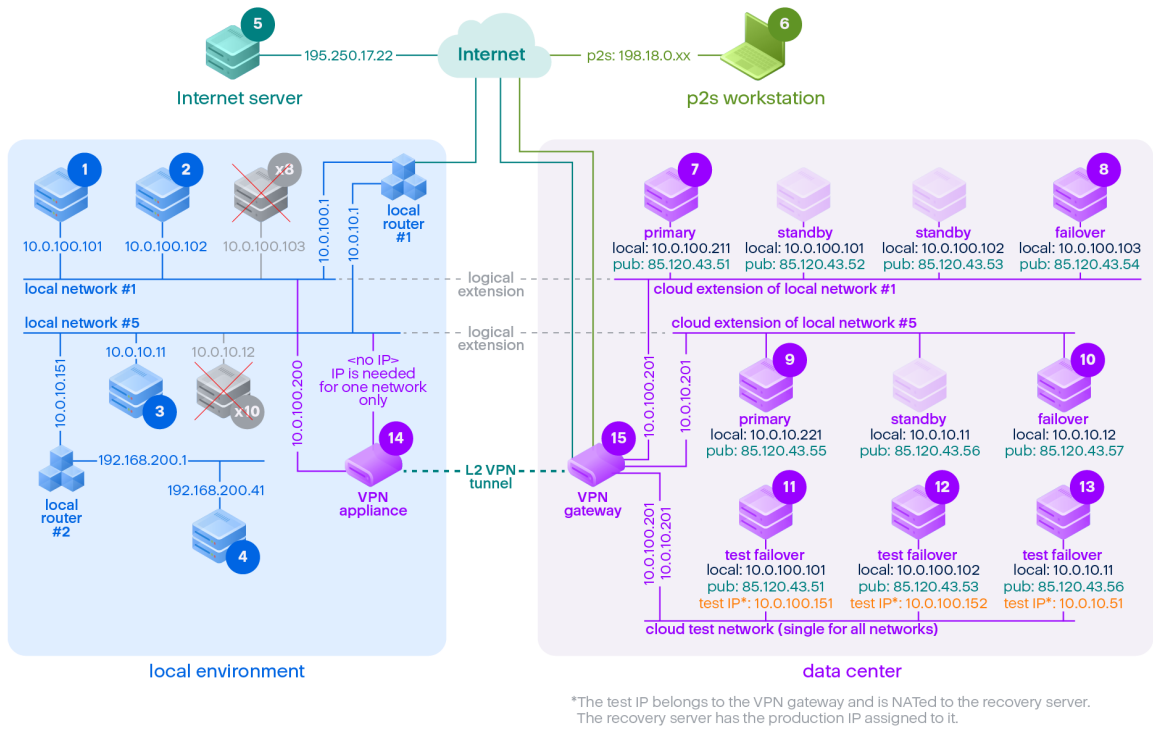 5
6
195.250.17.22
Internet
p2s: 198.18.0.xx
Internet server
p2s workstation
1
2
x8
local
router
#1
10.0.100.101
10.0.100.102
10.0.100.103
10.0.100.1
10.0.10.1
local network #1
logical
extension
local network #5
logical
extension
10.0.10.151
10.0.10.11
10.0.10.12
3
x10
<no IP>
IP is needed
for one network
only
10.0.100.200
192.168.200.1
192.168.200.41
local
router
#2
4
14
VPN
appliance
L2 VPN
tunnel
15
VPN
gateway
local environment
7
8
primary
local: 10.0.100.211
pub: 85.120.43.51
standby
local: 10.0.100.101
pub: 85.120.43.52
standby
local: 10.0.100.102
pub: 85.120.43.53
failover
local: 10.0.100.103
pub: 85.120.43.54
cloud extension of local network #1
cloud extension of local network #5
10.0.100.201
10.0.10.201
9
10
primary
local: 10.0.10.221
pub: 85.120.43.55
standby
local: 10.0.10.11
pub: 85.120.43.56
failover
local: 10.0.10.12
pub: 85.120.43.57
10.0.100.201
10.0.10.201
11
12
13
test failover
local: 10.0.100.101
pub: 85.120.43.51
test IP*: 10.0.100.151
test failover
local: 10.0.100.102
pub: 85.120.43.53
test IP*: 10.0.100.152
test failover
local: 10.0.10.11
pub: 85.120.43.56
test IP*: 10.0.10.51
cloud test network (single for all networks)
data center
*The test IP belongs to the VPN gateway and is NATed to the recovery server.
The recovery server has the production IP assigned to it.